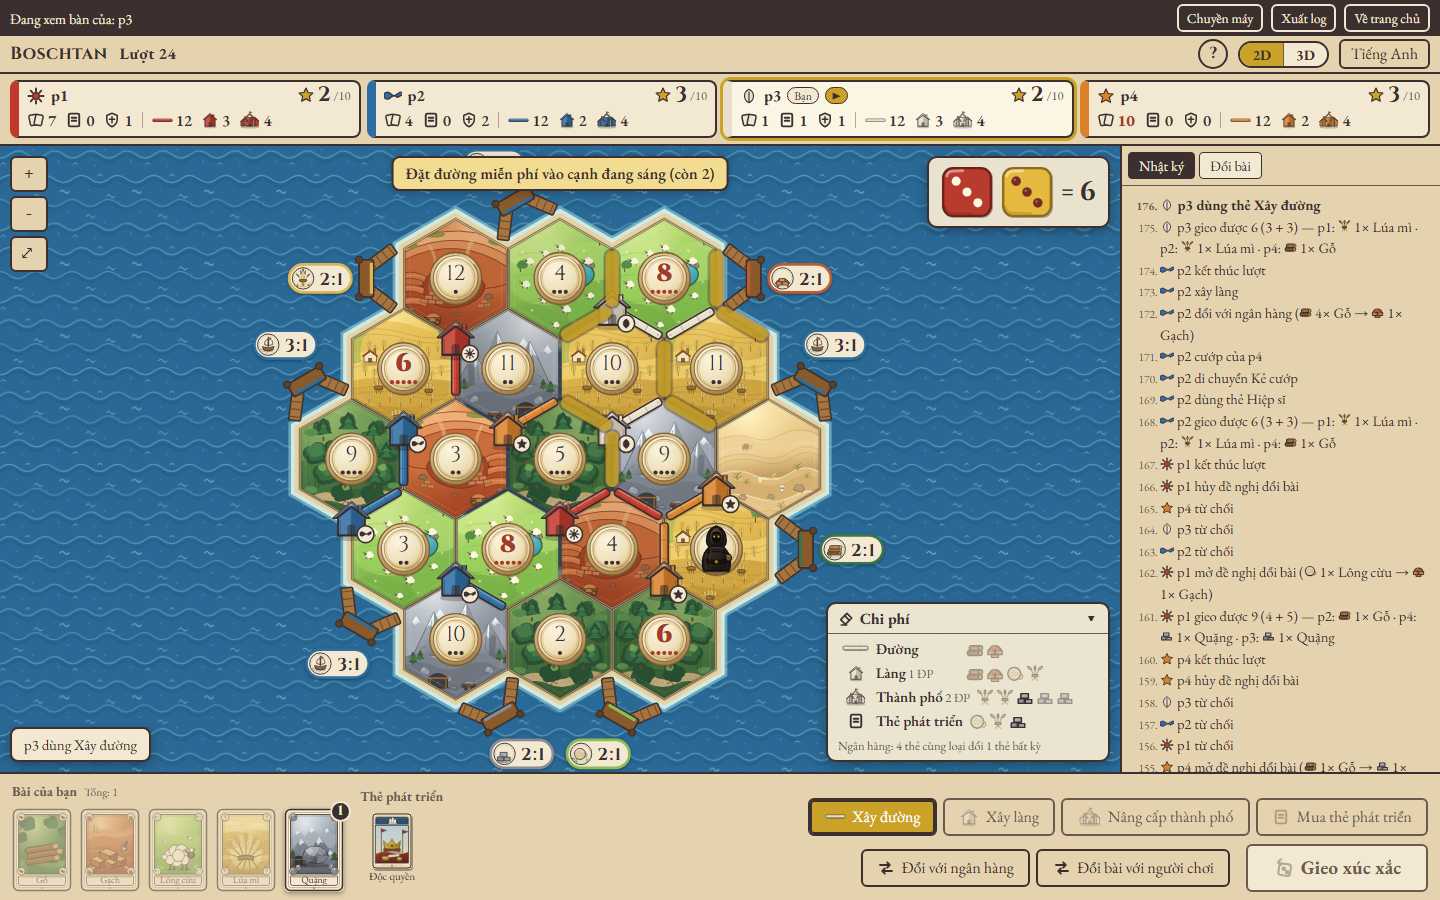 Đang xem bàn của: p3
Chuyền máy
Xuất log
Về trang chủ
BOSCHTAN Lượt 24
?
2D 3D
Tiếng Anh
p1 2 /10
7 0 1 12 3 4
p2 3 /10
4 0 2 12 2 4
p3 Bạn 2 /10
1 1 1 12 3 4
p4 3 /10
10 0 0 12 2 4
+
-
Đặt đường miễn phí vào cạnh đang sáng (còn 2)
= 6
12 4 8
2:1 2:1
3:1 3:1
6 11 10 11
9 3 5 9
3 8 4
2:1
10 2 6
3:1
2:1 2:1
p3 dùng Xây đường
Chi phí
Đường
Làng 1 ĐP
Thành phố 2 ĐP
Thẻ phát triển
Ngân hàng: 4 thẻ cùng loại đổi 1 thẻ bất kỳ
Nhật ký
Đổi bài
176. p3 dùng thẻ Xây đường
175. p3 gieo được 6 (3 + 3) — p1: 1× Lúa mì ·
p2: 1× Lúa mì · p4: 1× Gỗ
174. p2 kết thúc lượt
173. p2 xây làng
172. p2 đổi với ngân hàng (4× Gỗ → 1×
Gạch)
171. p2 cướp của p4
170. p2 di chuyển Kẻ cướp
169. p2 dùng thẻ Hiệp sĩ
168. p2 gieo được 6 (3 + 3) — p1: 1× Lúa mì ·
p2: 1× Lúa mì · p4: 1× Gỗ
167. p1 kết thúc lượt
166. p1 hủy đề nghị đổi bài
165. p4 từ chối
164. p3 từ chối
163. p2 từ chối
162. p1 mở đề nghị đổi bài (1× Lông cừu →
1× Gạch)
161. p1 gieo được 9 (4 + 5) — p2: 1× Gỗ · p4:
1× Quặng · p3: 1× Quặng
160. p4 kết thúc lượt
159. p4 hủy đề nghị đổi bài
158. p3 từ chối
157. p2 từ chối
156. p1 từ chối
155. p4 mở đề nghị đổi bài (1× Gỗ → 1×
Bài của bạn Tổng: 1
Gỗ
Gạch
Lông cừu
Lúa mì
Quặng
1
Thẻ phát triển
Độc quyền
Xây đường
Xây làng
Nâng cấp thành phố
Mua thẻ phát triển
Đổi với ngân hàng
Đổi bài với người chơi
Gieo xúc xắc